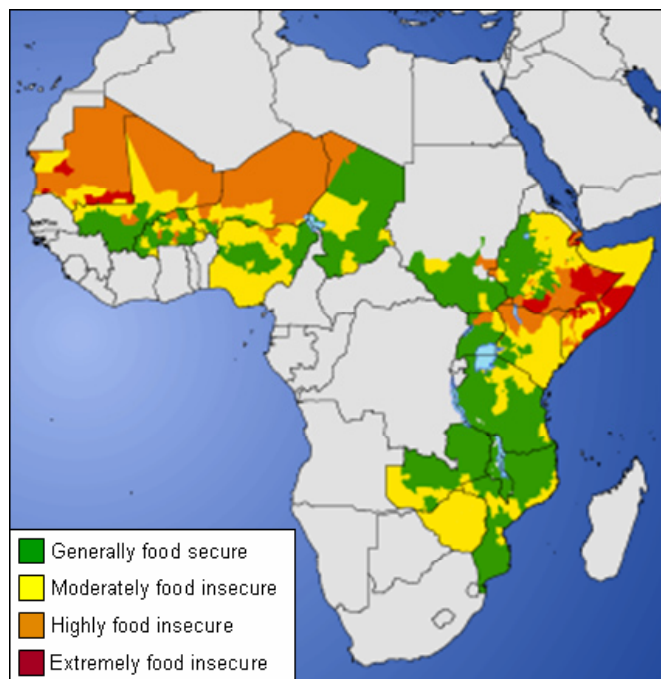 Generally food secure
Moderately food insecure
Highly food insecure
Extremely food insecure